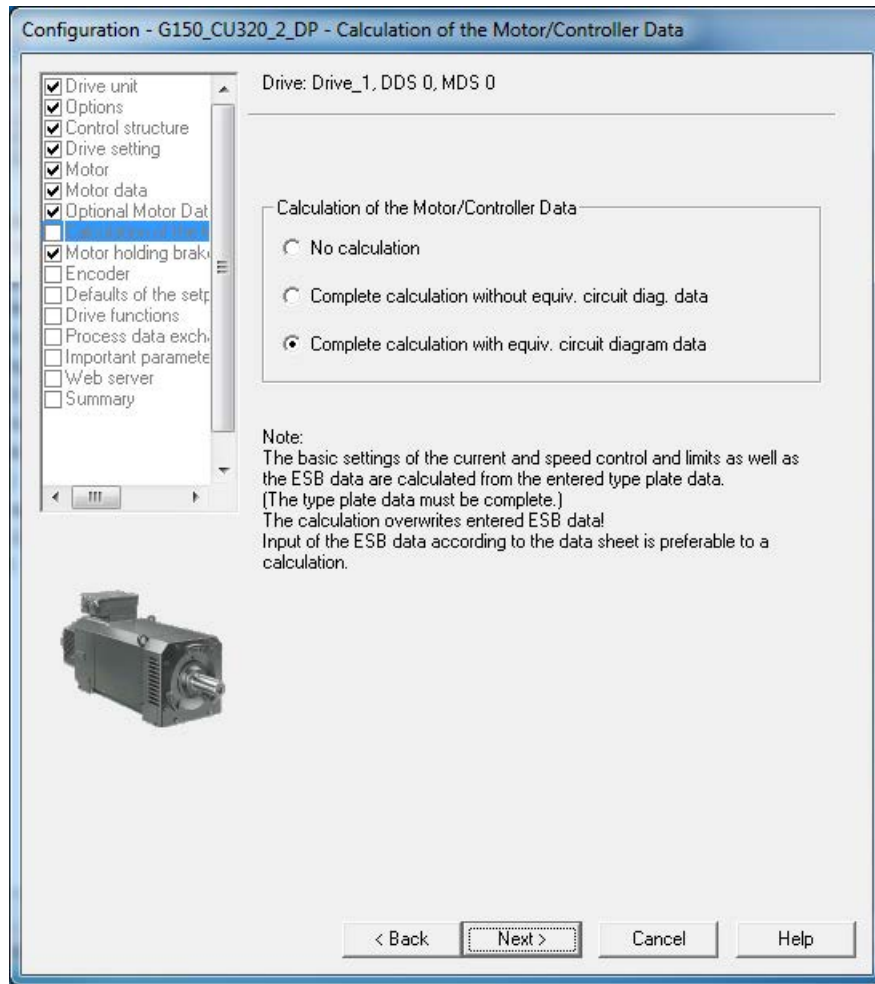 Configuration - G150_CU320_2_DP - Calculation of the Motor/Controller Data
Drive unit
Options
Control structure
Drive setting
Motor
Motor data
Optional Motor Dat
Motor holding brak
Encoder
Defaults of the setp
Drive functions
Process data exch
Important paramete
Web server
Summary
Drive: Drive_1, DDS 0, MDS 0
Calculation of the Motor/Controller Data
No calculation
Complete calculation without equiv. circuit diag. data
Complete calculation with equiv. circuit diagram data
Note:
The basic settings of the current and speed control and limits as well as
the ESB data are calculated from the entered type plate data.
(The type plate data must be complete.)
The calculation overwrites entered ESB data!
Input of the ESB data according to the data sheet is preferable to a
calculation.
< Back
Next >
Cancel
Help